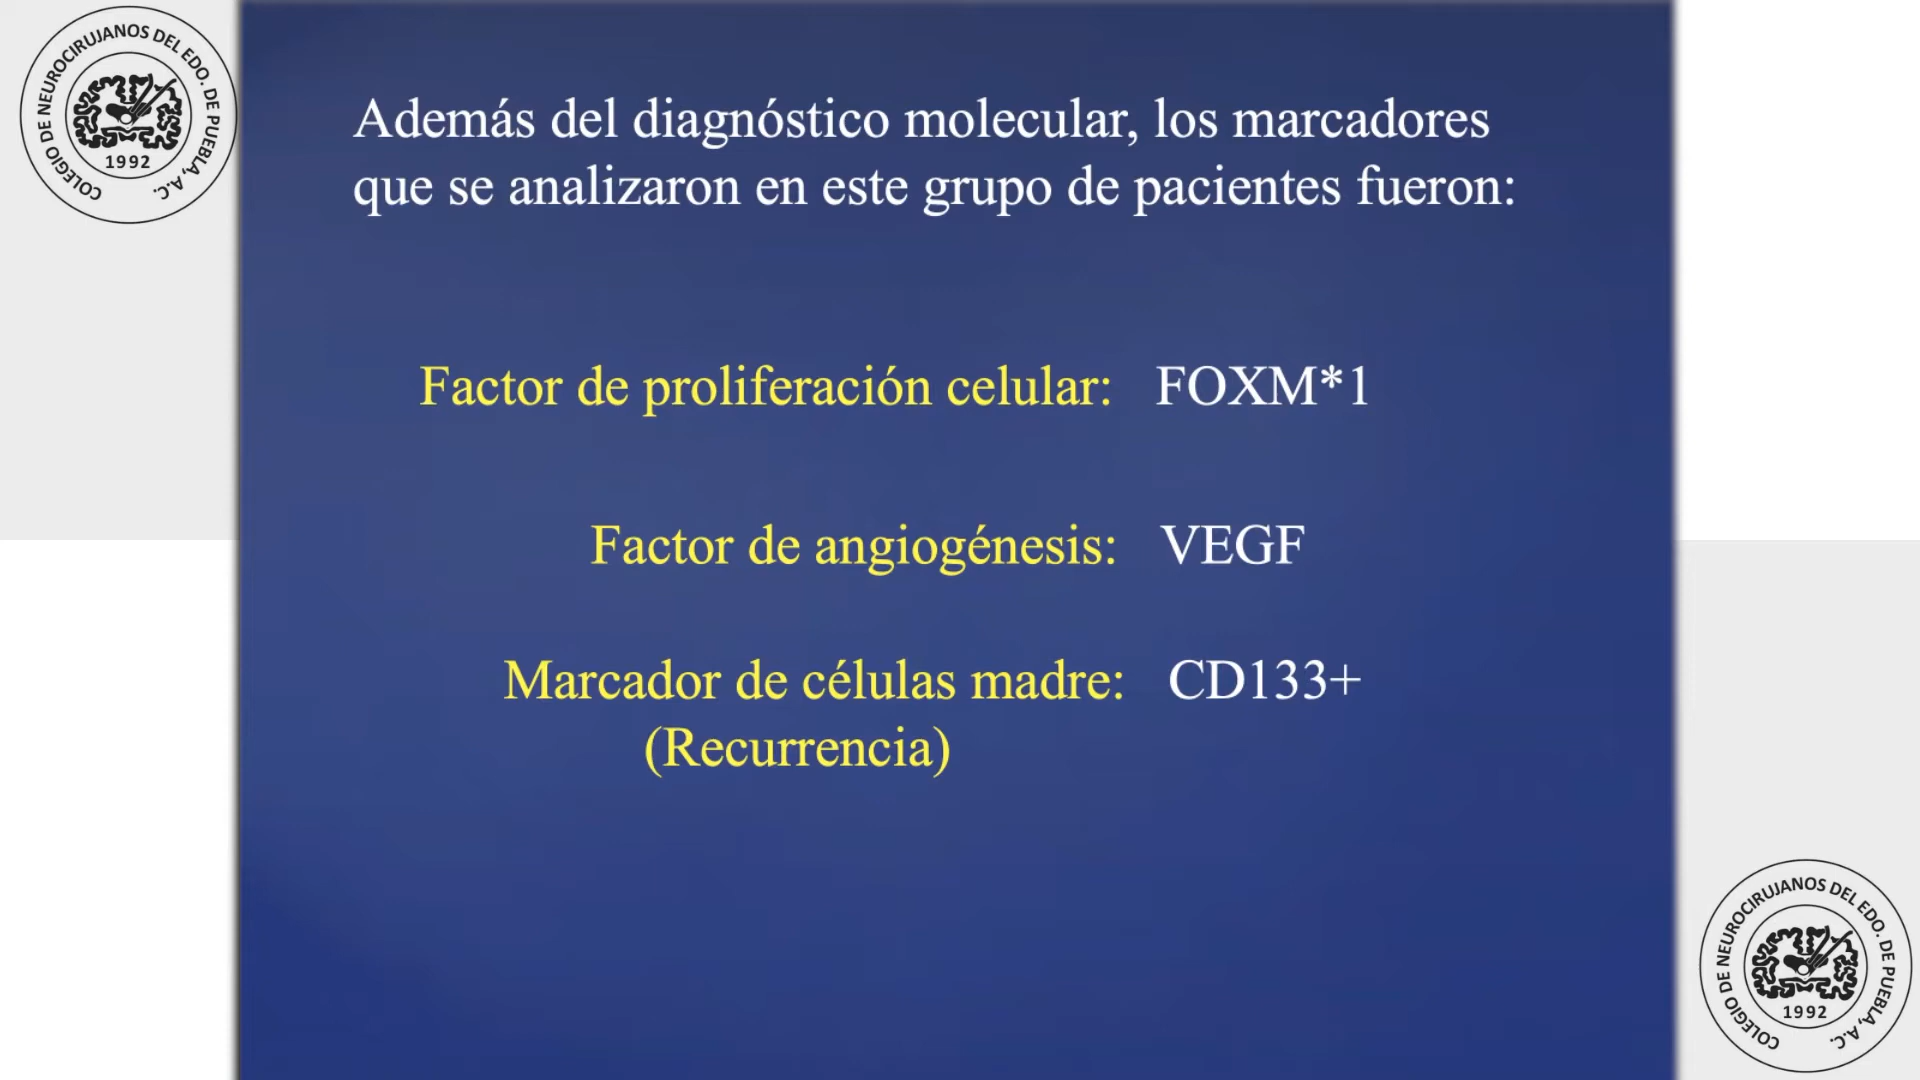 COLEGIO DE NEUROCIRUJANOS DEL EDO. DE PUEBLA, A.C.
1992
Además del diagnóstico molecular, los marcadores
que se analizaron en este grupo de pacientes fueron:
Factor de proliferación celular: FOXM*1
Factor de angiogénesis: VEGF
Marcador de células madre: CD133+
(Recurrencia)
COLEGIO DE NEUROCIRUJANOS DEL EDO. DE PUEBLA, A.C.
1992